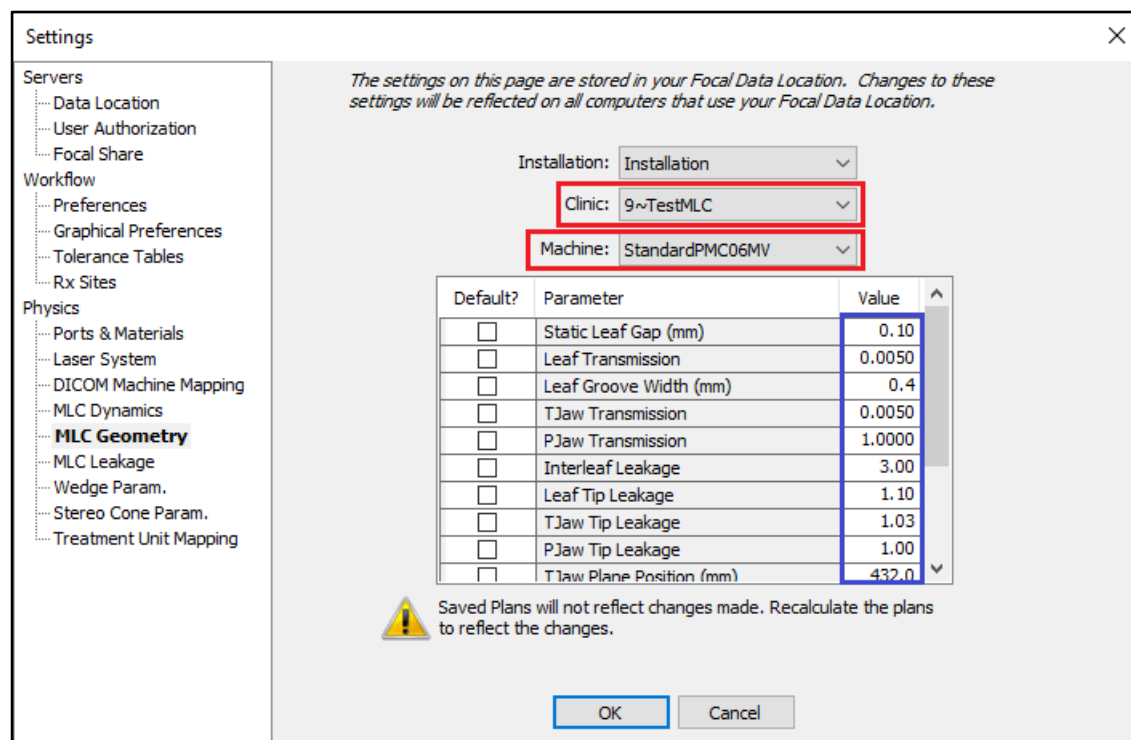 Settings
Servers
Data Location
User Authorization
Focal Share
Workflow
Preferences
Graphical Preferences
Tolerance Tables
Rx Sites
Physics
Ports & Materials
Laser System
DICOM Machine Mapping
MLC Dynamics
MLC Geometry
MLC Leakage
Wedge Param.
Stereo Cone Param.
Treatment Unit Mapping
The settings on this page are stored in your Focal Data Location. Changes to these
settings will be reflected on all computers that use your Focal Data Location.
Installation: Installation
Clinic: 9~TestMLC
Machine: StandardPMC06MV
Default? Parameter Value
Static Leaf Gap (mm) 0.10
Leaf Transmission 0.0050
Leaf Groove Width (mm) 0.4
TJaw Transmission 0.0050
PJaw Transmission 1.0000
Interleaf Leakage 3.00
Leaf Tip Leakage 1.10
TJaw Tip Leakage 1.03
PJaw Tip Leakage 1.00
TJaw Plane Position (mm) 432.0
Saved Plans will not reflect changes made. Recalculate the plans
to reflect the changes.
OK Cancel